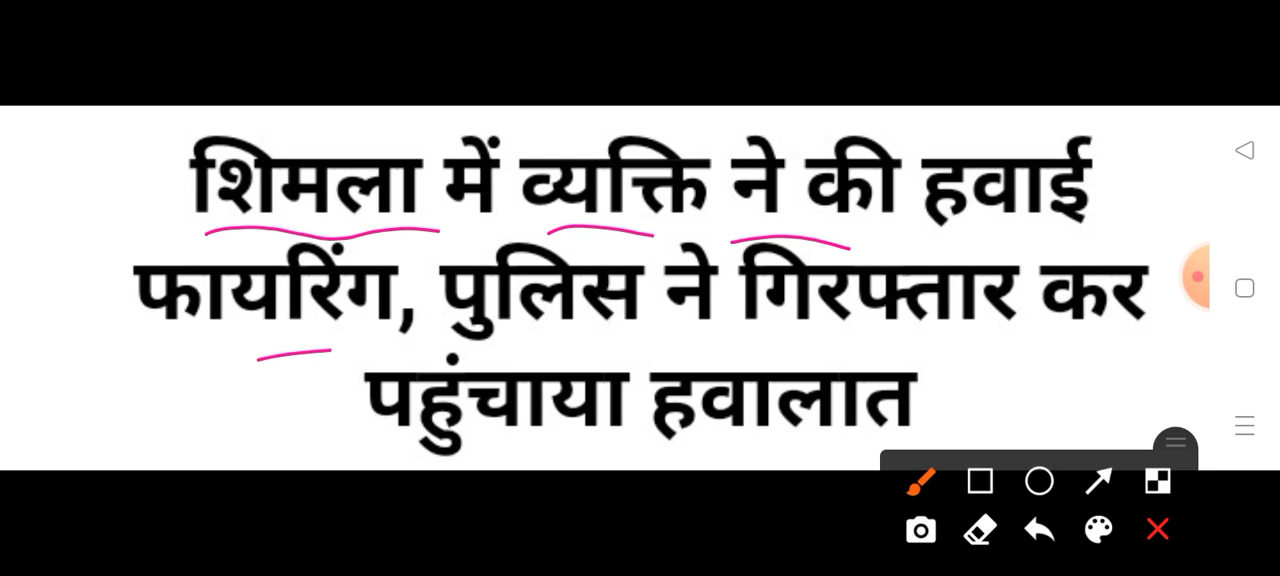 शिमला में व्यक्ति ने की हवाई
फायरिंग, पुलिस ने गिरफ्तार कर
पहुंचाया हवालात